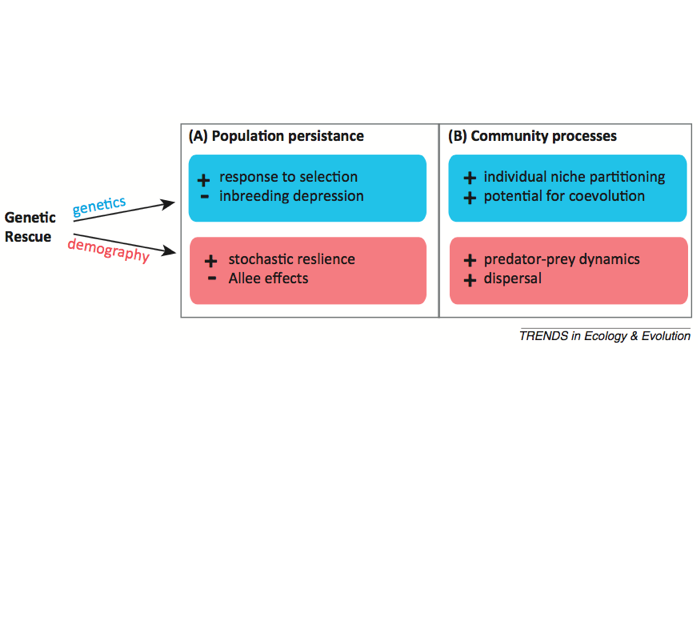 (A) Population persistance
+ response to selection
- inbreeding depression
+ stochastic reslience
- Allee effects
(B) Community processes
+ individual niche partitioning
+ potential for coevolution
+ predator-prey dynamics
+ dispersal
Genetic
Rescue
genetics
demography
TRENDS in Ecology & Evolution